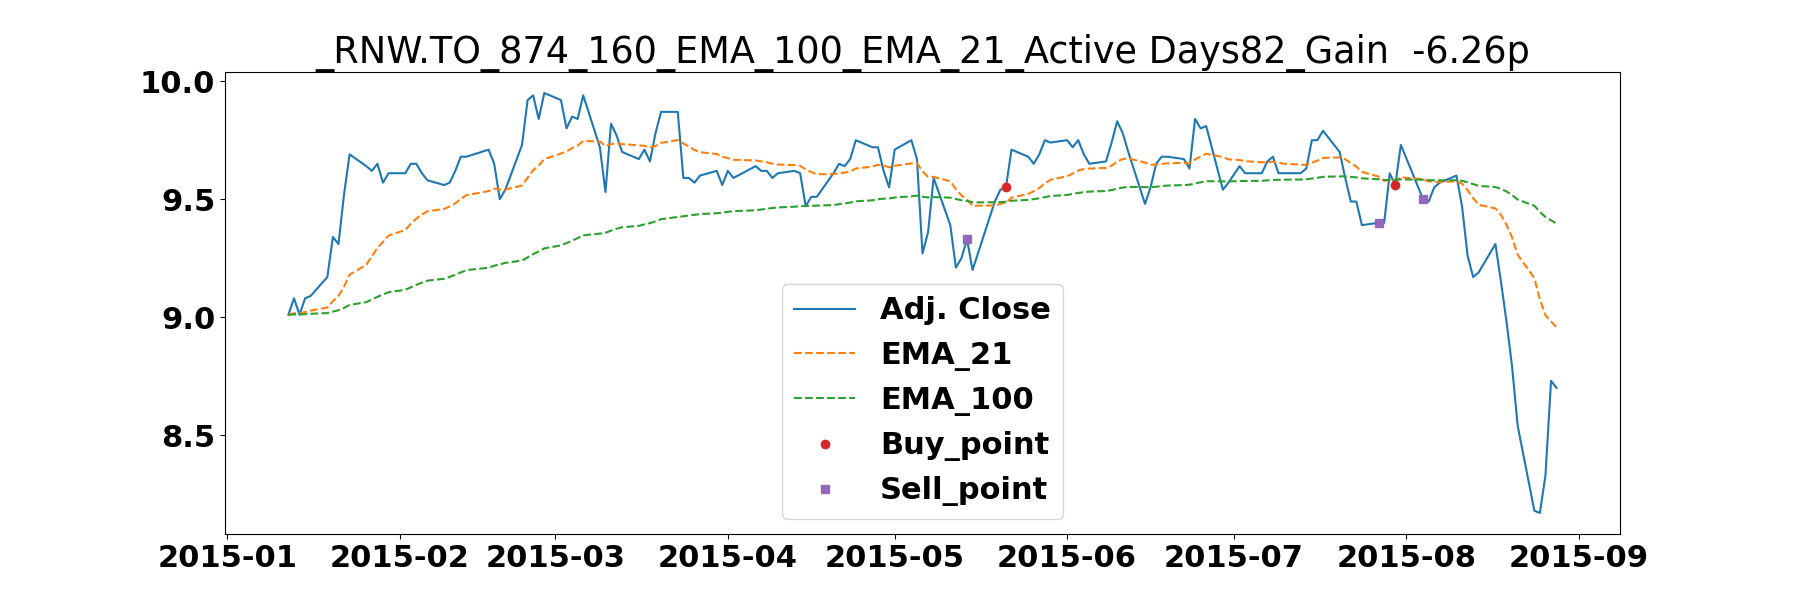 _RNW.TO_874_160_EMA_100_EMA_21_Active Days82_Gain  -6.26p
10.0
9.5
9.0
8.5
Adj. Close
EMA_21
EMA_100
Buy_point
Sell_point
2015-01 2015-02 2015-03 2015-04 2015-05 2015-06 2015-07 2015-08 2015-09